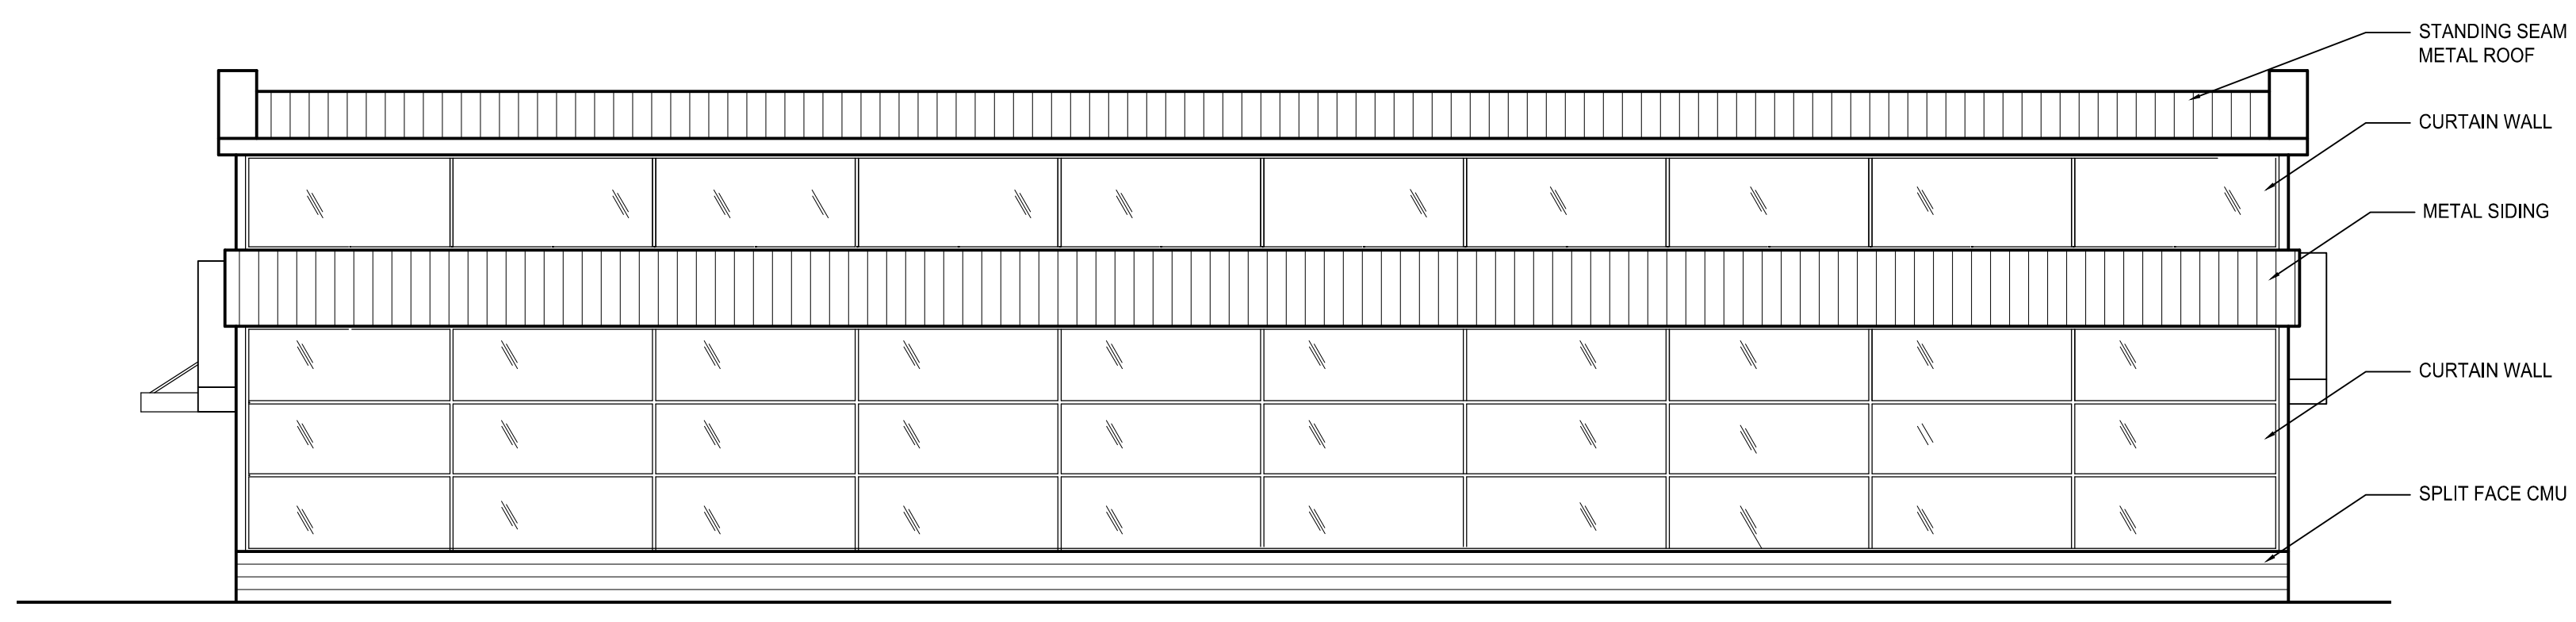 STANDING SEAM
METAL ROOF
CURTAIN WALL
METAL SIDING
CURTAIN WALL
SPLIT FACE CMU